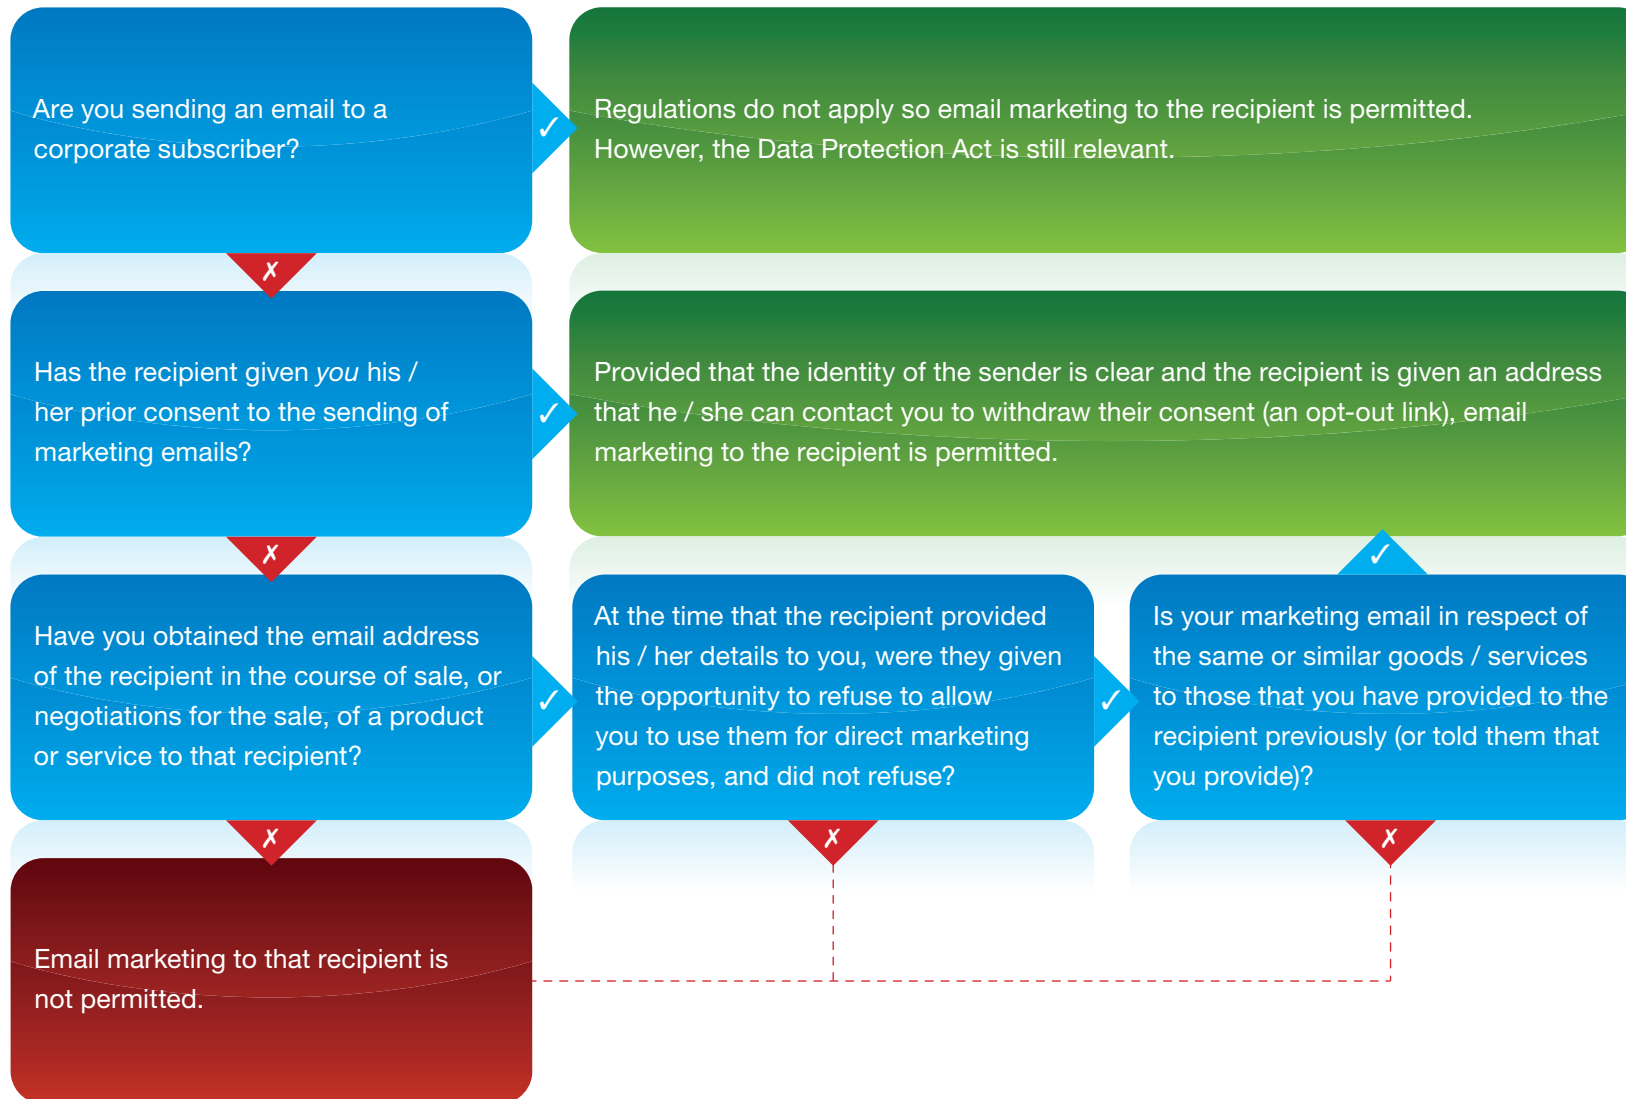 Are you sending an email to a
corporate subscriber?
✓
Regulations do not apply so email marketing to the recipient is permitted.
However, the Data Protection Act is still relevant.
✗
Has the recipient given you his /
her prior consent to the sending of
marketing emails?
✓
Provided that the identity of the sender is clear and the recipient is given an address
that he / she can contact you to withdraw their consent (an opt-out link), email
marketing to the recipient is permitted.
✗
✓
Have you obtained the email address
of the recipient in the course of sale, or
negotiations for the sale, of a product
or service to that recipient?
✓
At the time that the recipient provided
his / her details to you, were they given
the opportunity to refuse to allow
you to use them for direct marketing
purposes, and did not refuse?
✓
Is your marketing email in respect of
the same or similar goods / services
to those that you have provided to the
recipient previously (or told them that
you provide)?
✗
✗
✗
Email marketing to that recipient is
not permitted.